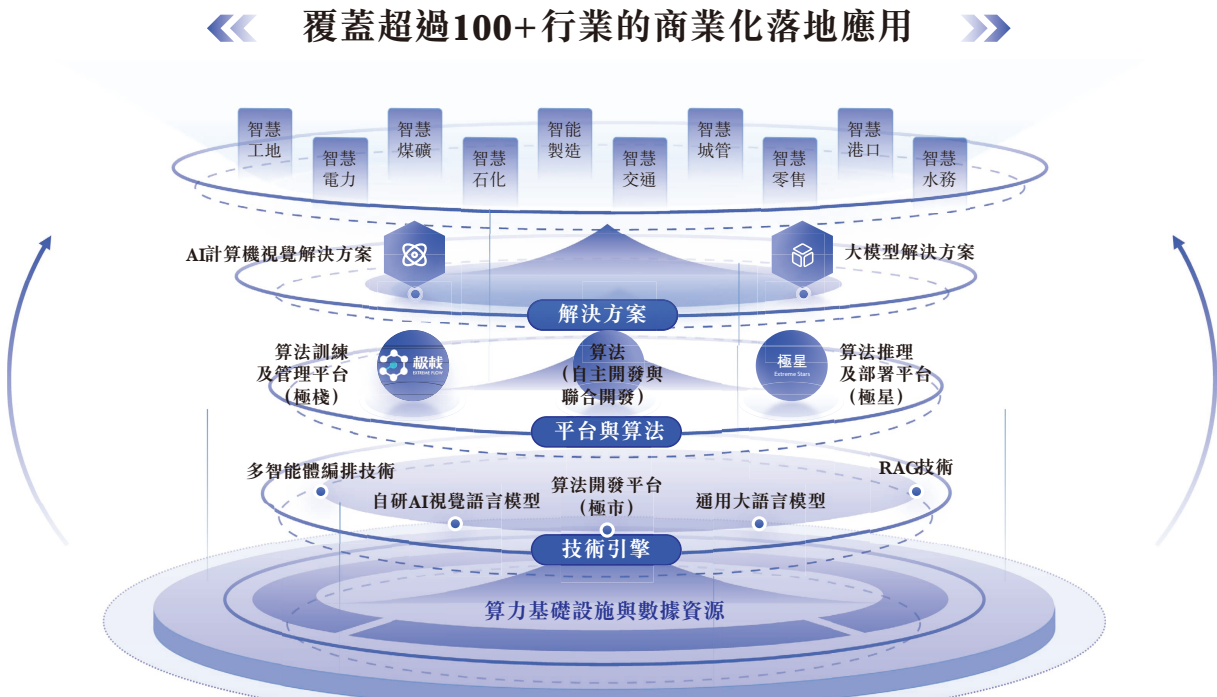 覆蓋超過100+行業的商業化落地應用
智慧
工地
智慧
電力
智慧
煤礦
智慧
石化
智能
製造
智慧
交通
智慧
城管
智慧
零售
智慧
港口
智慧
水務
AI計算機視覺解決方案
大模型解決方案
解決方案
算法訓練
及管理平台
(極棧)
极栈
EXTREME FLOW
算法
(自主開發與
聯合開發)
極星
Extreme Stars
算法推理
及部署平台
(極星)
平台與算法
多智能體編排技術
自研AI視覺語言模型
算法開發平台
(極市)
通用大語言模型
RAG技術
技術引擎
算力基礎設施與數據資源